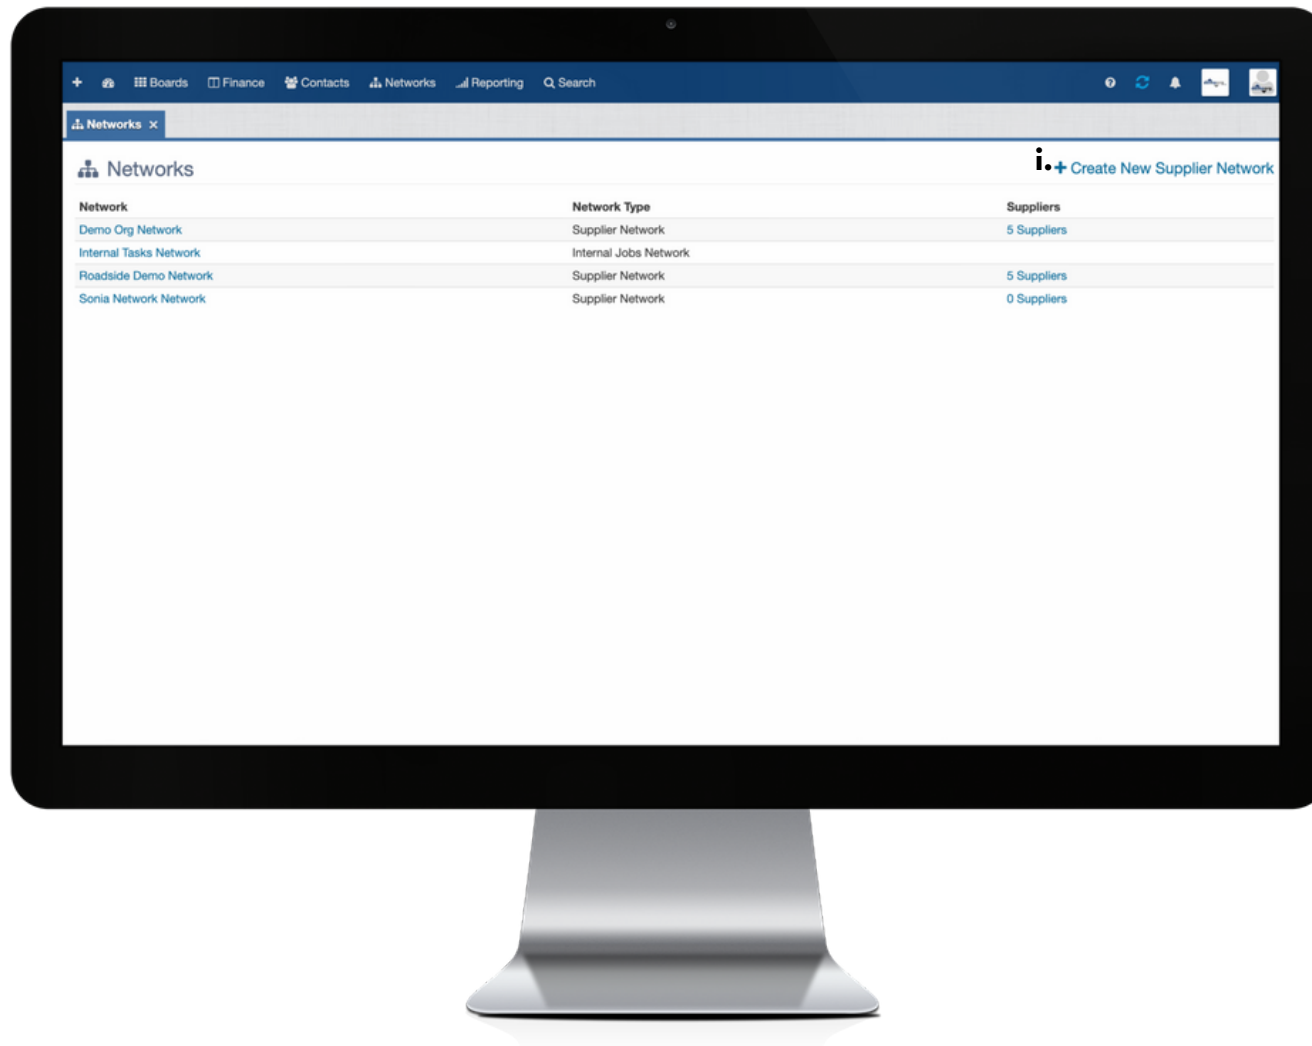 Boards Finance Contacts Networks Reporting Search
Networks ×
Networks
i. + Create New Supplier Network
Network Network Type Suppliers
Demo Org Network Supplier Network 5 Suppliers
Internal Tasks Network Internal Jobs Network
Roadside Demo Network Supplier Network 5 Suppliers
Sonia Network Network Supplier Network 0 Suppliers